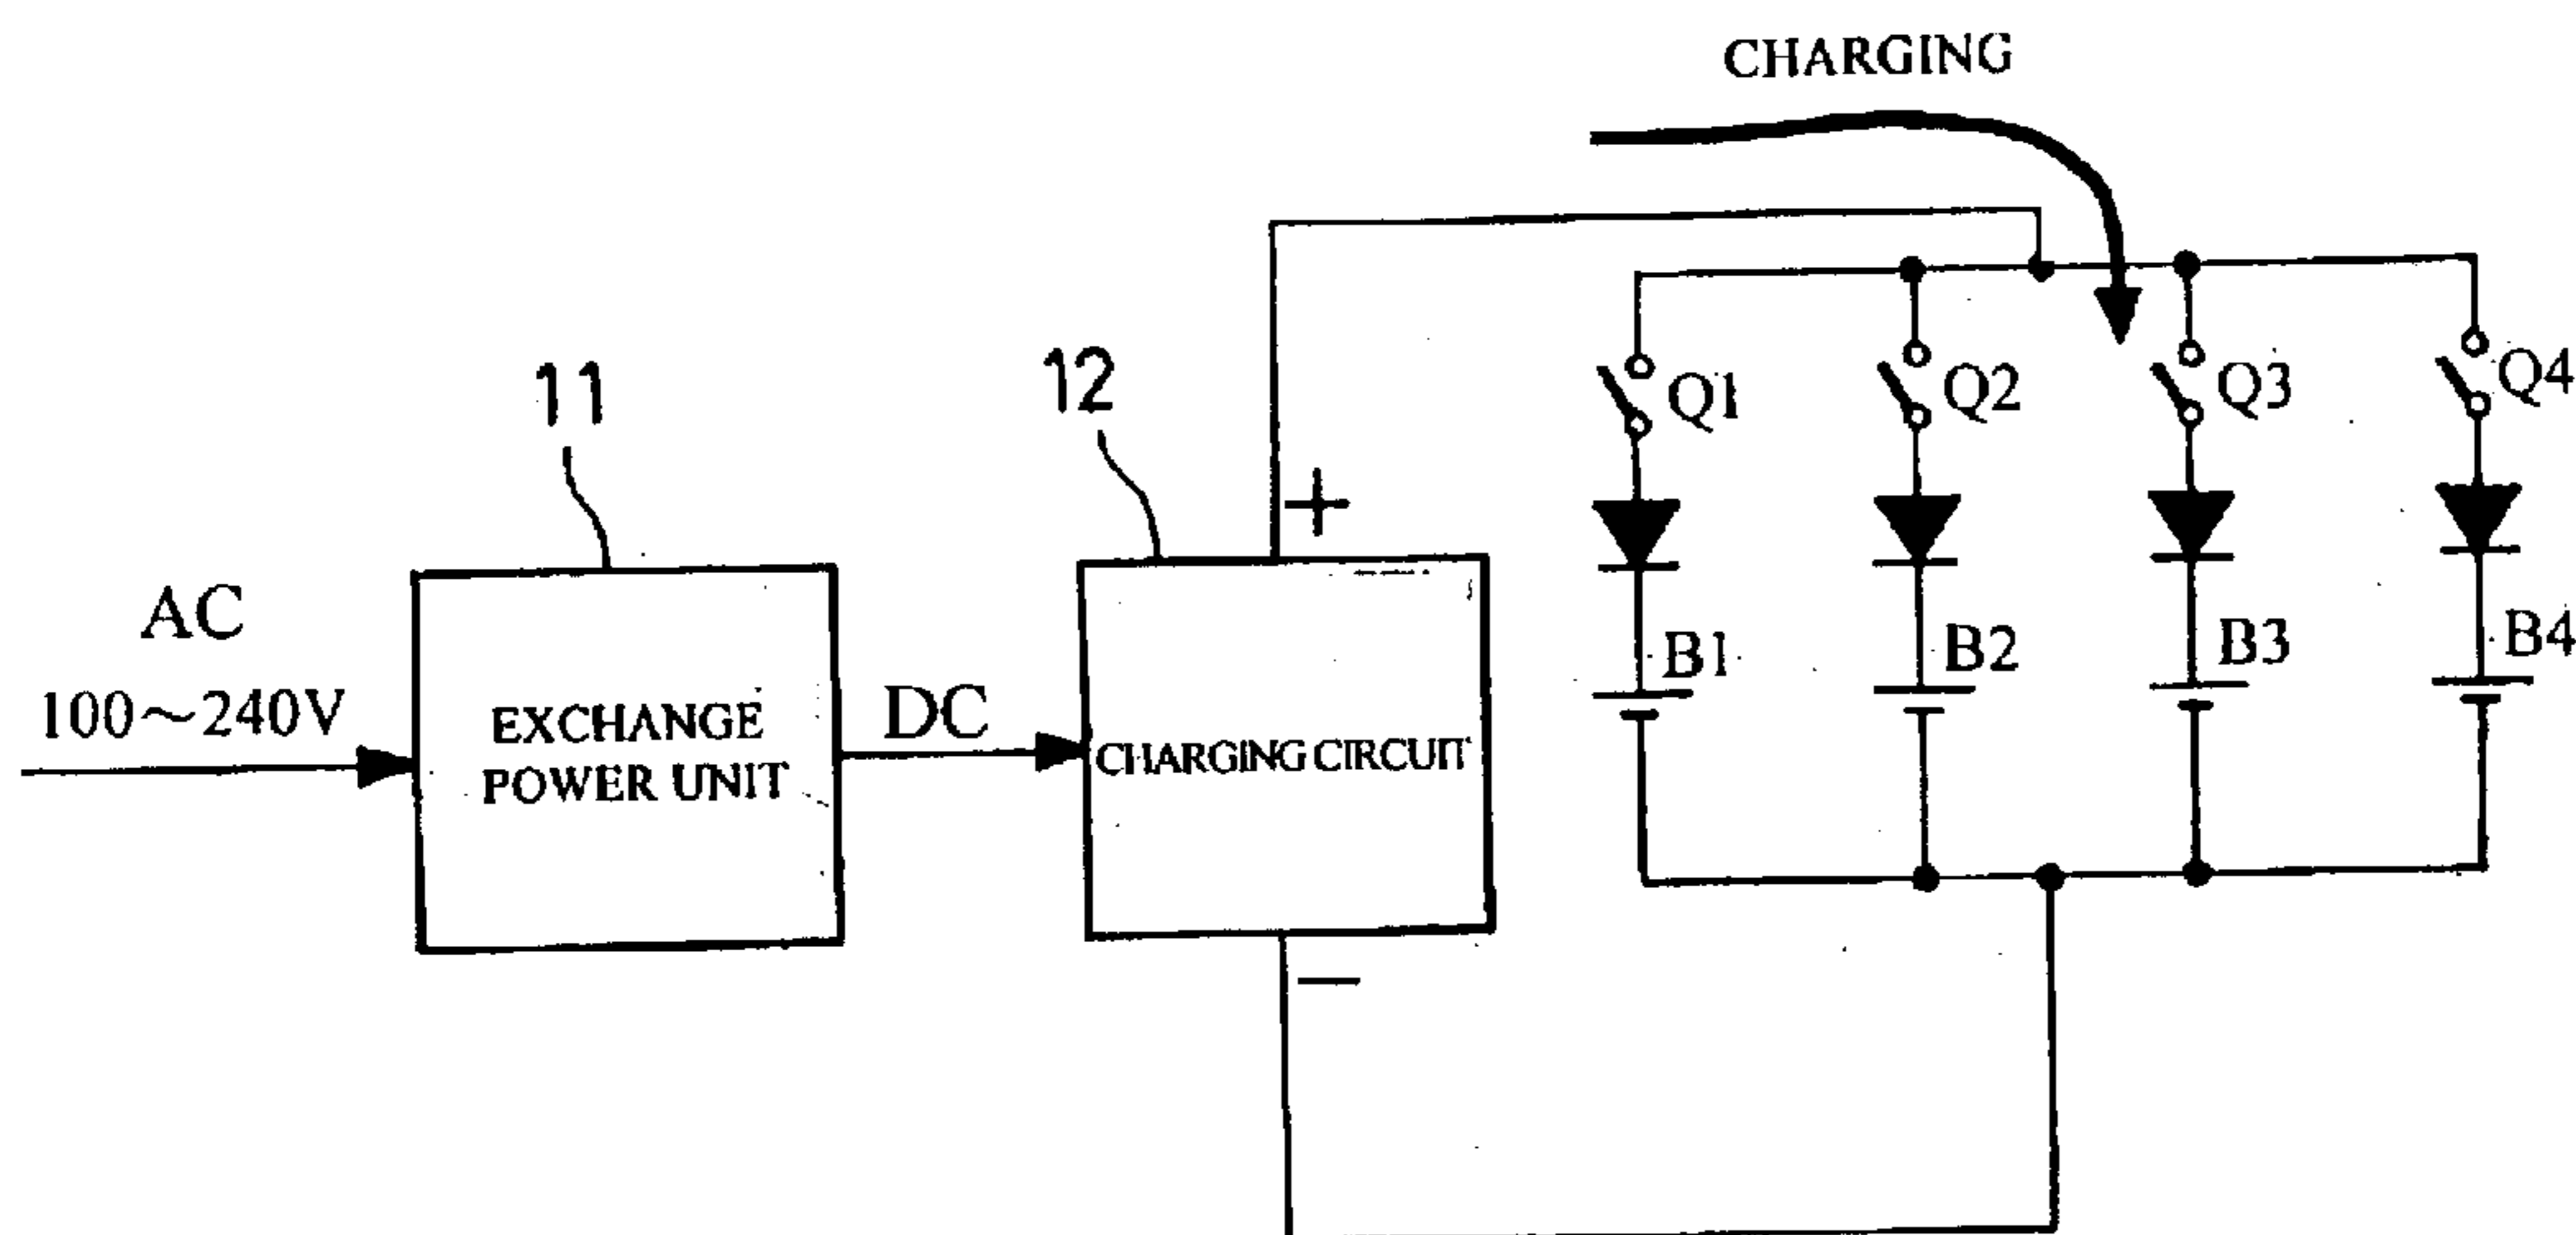 CHARGING
11
12
Q1
Q2
Q3
Q4
+
AC
100～240V
EXCHANGE
POWER UNIT
DC
CHARGING CIRCUIT
B1
B2
B3
B4
—